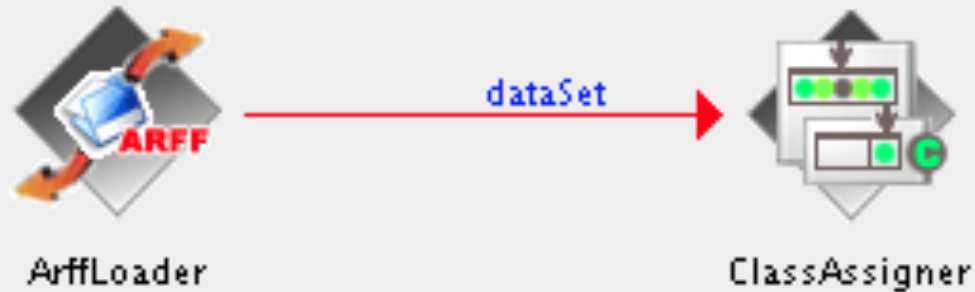 dataSet
ARFF
C
ArffLoader
ClassAssigner